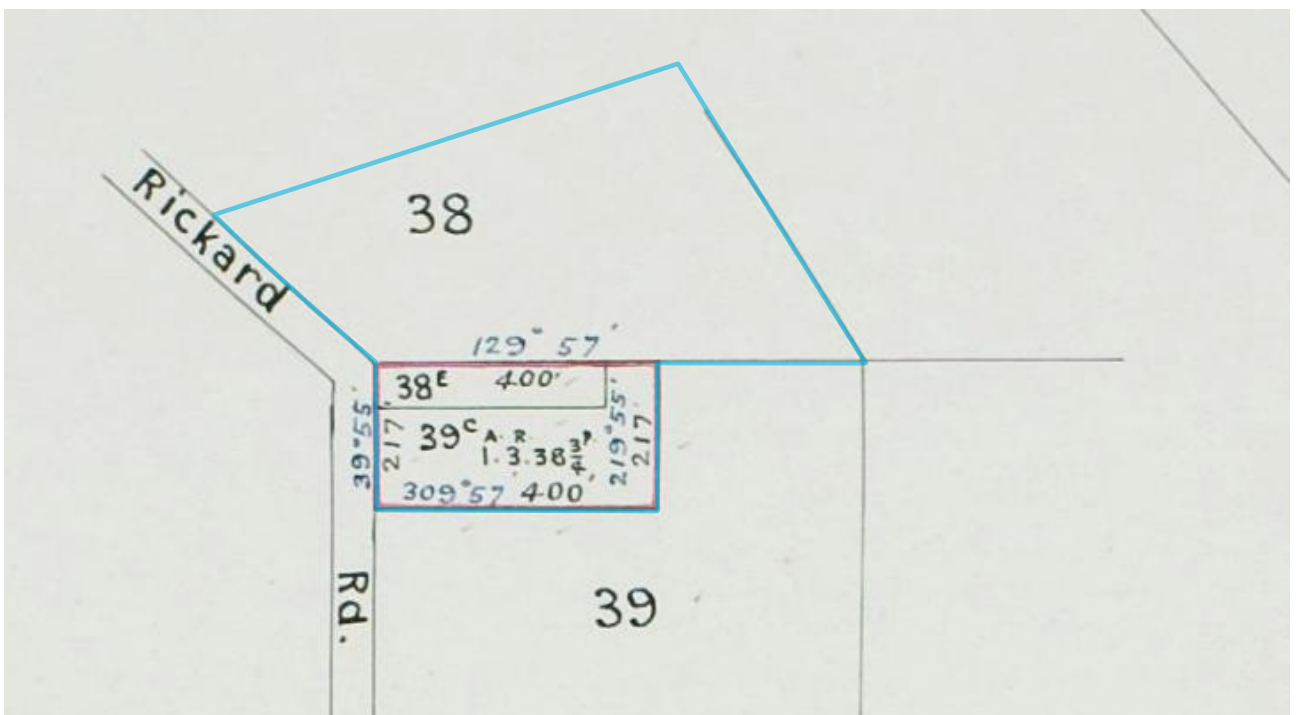 Rickard
38
129° 57'
38E 400'
39°55'
217'
39C A. R. P.
1. 3. 38¾
219°55'
217'
309°57' 400'
Rd.
39